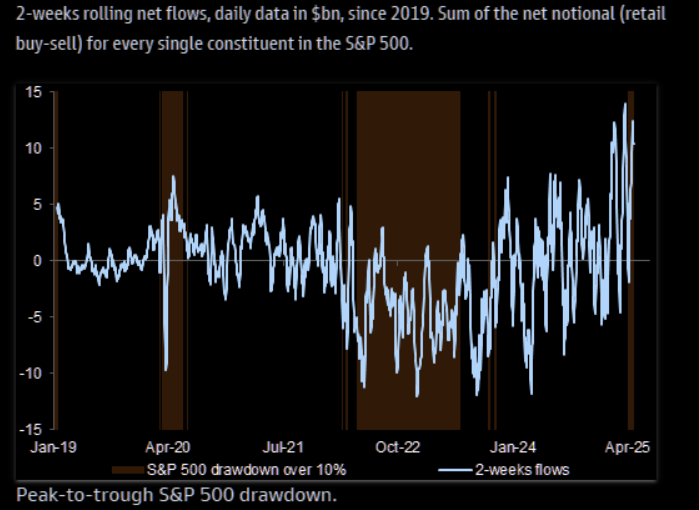 2-weeks rolling net flows, daily data in $bn, since 2019. Sum of the net notional (retail
buy-sell) for every single constituent in the S&P 500.
15
10
5
0
-5
-10
-15
Jan-19 Apr-20 Jul-21 Oct-22 Jan-24 Apr-25
S&P 500 drawdown over 10% 2-weeks flows
Peak-to-trough S&P 500 drawdown.